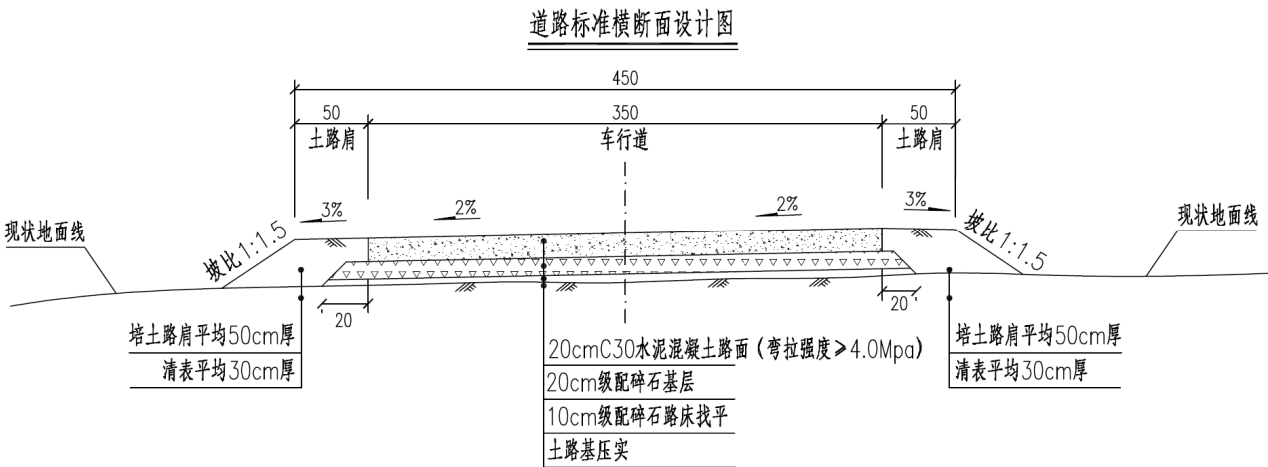 道路标准横断面设计图
450
50 350 50
土路肩 车行道 土路肩
3% 2% 2% 3%
现状地面线 现状地面线
坡比1:1.5 坡比1:1.5
20 20
培土路肩平均50cm厚
清表平均30cm厚
20cmC30水泥混凝土路面（弯拉强度≥4.0Mpa）
20cm级配碎石基层
10cm级配碎石路床找平
土路基压实
培土路肩平均50cm厚
清表平均30cm厚